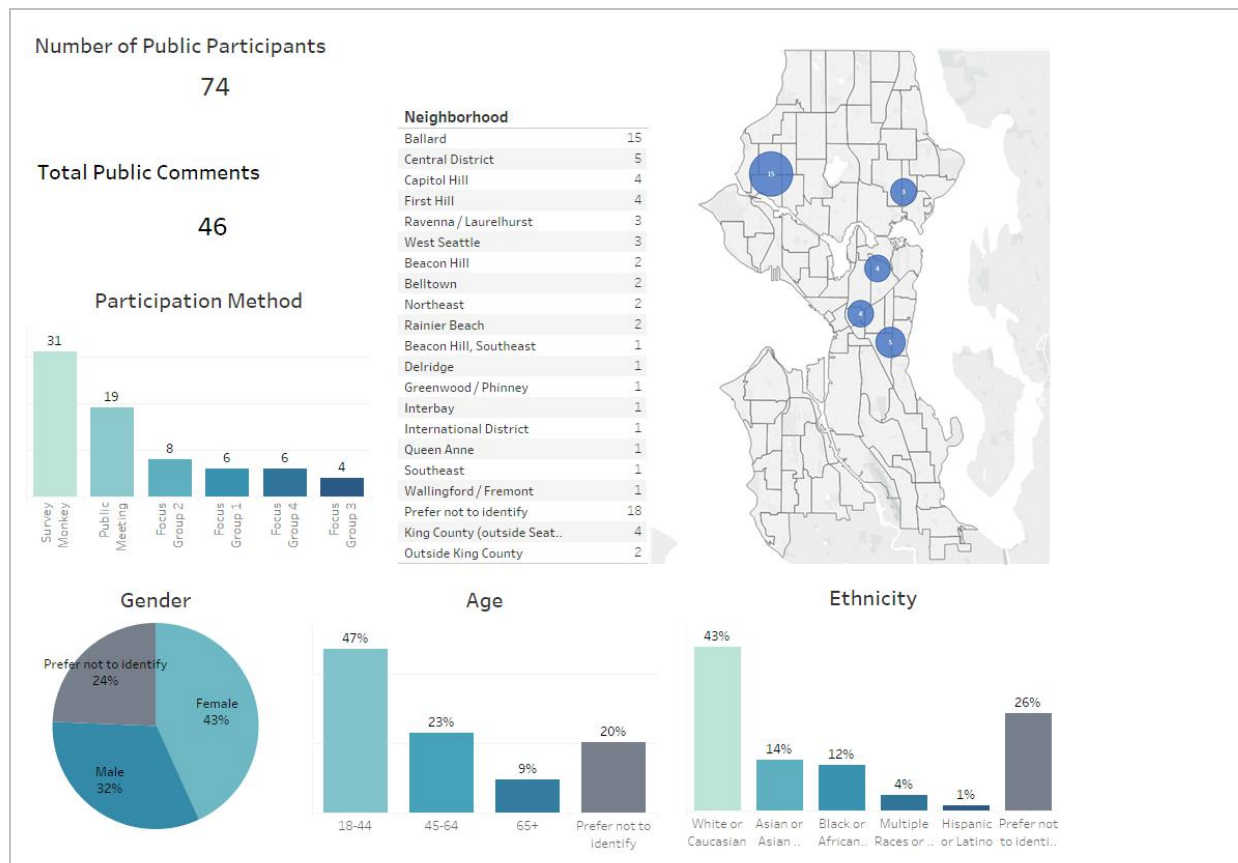 Number of Public Participants
74
Total Public Comments
46
Participation Method
31
19
8
6
6
4
Survey
Monkey
Public
Meeting
Focus
Group 2
Focus
Group 1
Focus
Group 4
Focus
Group 3
Neighborhood
Ballard 15
Central District 5
Capitol Hill 4
First Hill 4
Ravenna / Laurelhurst 3
West Seattle 3
Beacon Hill 2
Belltown 2
Northeast 2
Rainier Beach 2
Beacon Hill, Southeast 1
Delridge 1
Greenwood / Phinney 1
Interbay 1
International District 1
Queen Anne 1
Southeast 1
Wallingford / Fremont 1
Prefer not to identify 18
King County (outside Seat.. 4
Outside King County 2
15
3
4
4
5
Gender
Prefer not to identify
24%
Female
43%
Male
32%
Age
47%
23%
9%
20%
18-44
45-64
65+
Prefer not to
identify
Ethnicity
43%
14%
12%
4%
1%
26%
White or
Caucasian
Asian or
Asian ..
Black or
African..
Multiple
Races or ..
Hispanic
or Latino
Prefer not
to identi..